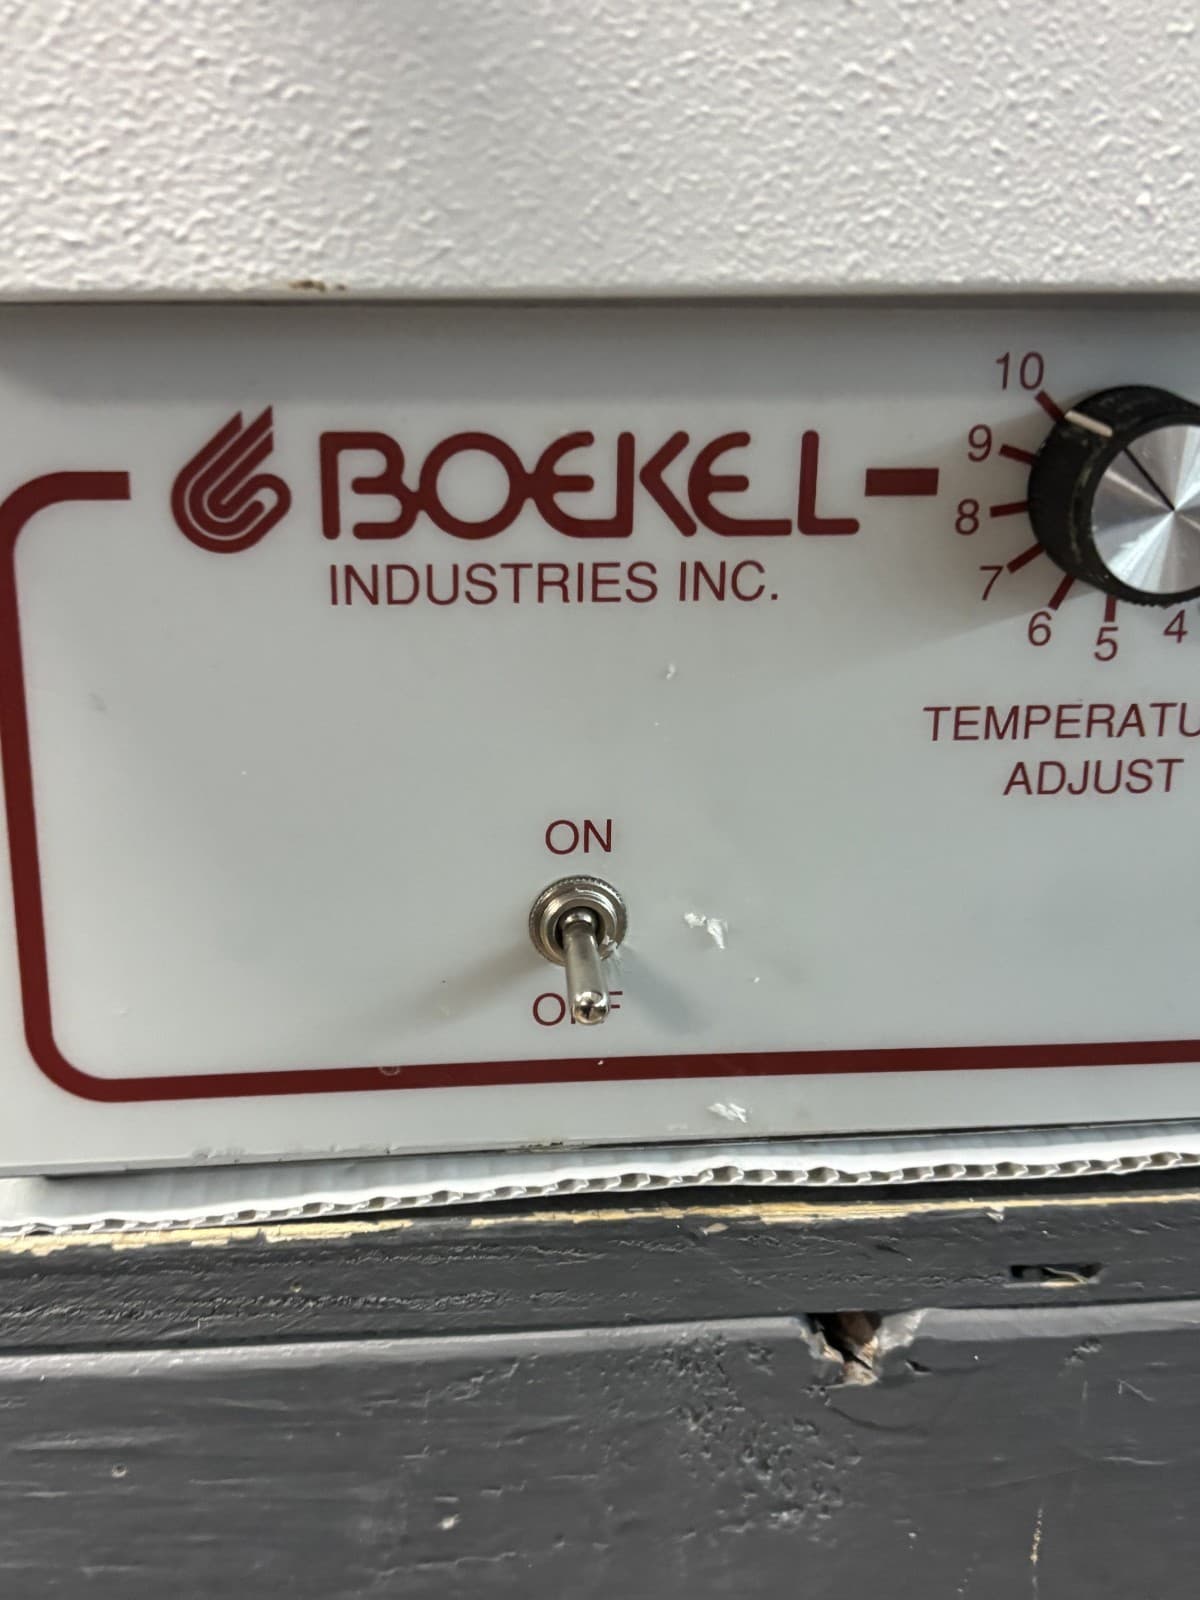 BOEKEL
INDUSTRIES INC.
10
9
8
7
6
5
4
TEMPERATU
ADJUST
ON
OFF